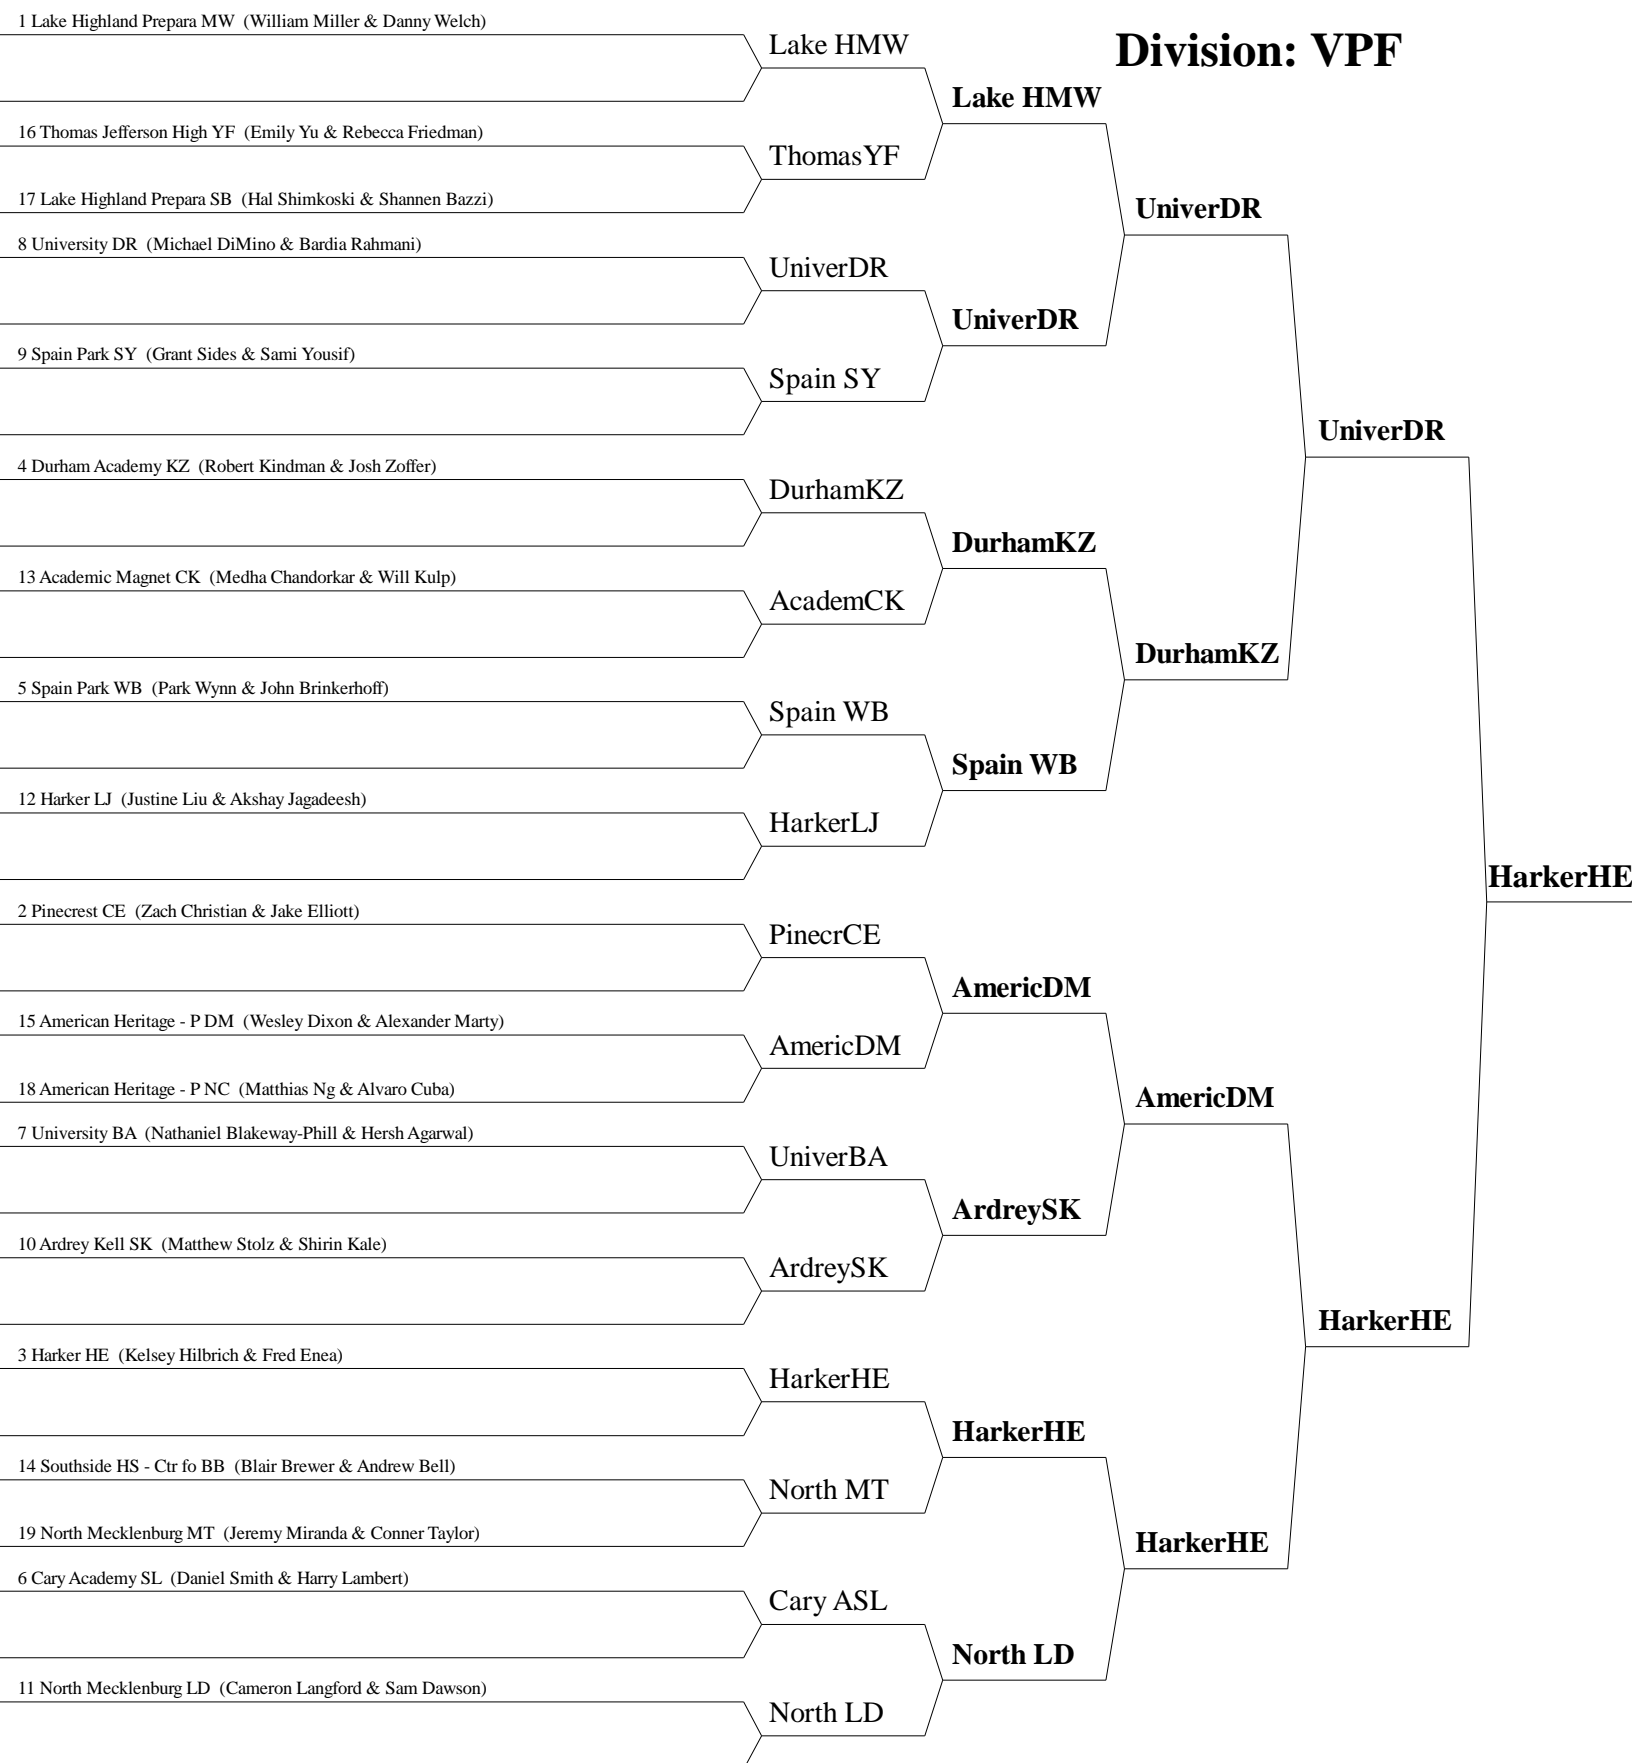 1 Lake Highland Prepara MW (William Miller & Danny Welch)
Lake HMW
Division: VPF
Lake HMW
16 Thomas Jefferson High YF (Emily Yu & Rebecca Friedman)
ThomasYF
17 Lake Highland Prepara SB (Hal Shimkoski & Shannen Bazzi)
UniverDR
8 University DR (Michael DiMino & Bardia Rahmani)
UniverDR
UniverDR
9 Spain Park SY (Grant Sides & Sami Yousif)
Spain SY
UniverDR
4 Durham Academy KZ (Robert Kindman & Josh Zoffer)
DurhamKZ
DurhamKZ
13 Academic Magnet CK (Medha Chandorkar & Will Kulp)
AcademCK
DurhamKZ
5 Spain Park WB (Park Wynn & John Brinkerhoff)
Spain WB
Spain WB
12 Harker LJ (Justine Liu & Akshay Jagadeesh)
HarkerLJ
HarkerHE
2 Pinecrest CE (Zach Christian & Jake Elliott)
PinecrCE
AmericDM
15 American Heritage - P DM (Wesley Dixon & Alexander Marty)
AmericDM
18 American Heritage - P NC (Matthias Ng & Alvaro Cuba)
AmericDM
7 University BA (Nathaniel Blakeway-Phill & Hersh Agarwal)
UniverBA
ArdreySK
10 Ardrey Kell SK (Matthew Stolz & Shirin Kale)
ArdreySK
HarkerHE
3 Harker HE (Kelsey Hilbrich & Fred Enea)
HarkerHE
HarkerHE
14 Southside HS - Ctr fo BB (Blair Brewer & Andrew Bell)
North MT
19 North Mecklenburg MT (Jeremy Miranda & Conner Taylor)
HarkerHE
6 Cary Academy SL (Daniel Smith & Harry Lambert)
Cary ASL
North LD
11 North Mecklenburg LD (Cameron Langford & Sam Dawson)
North LD